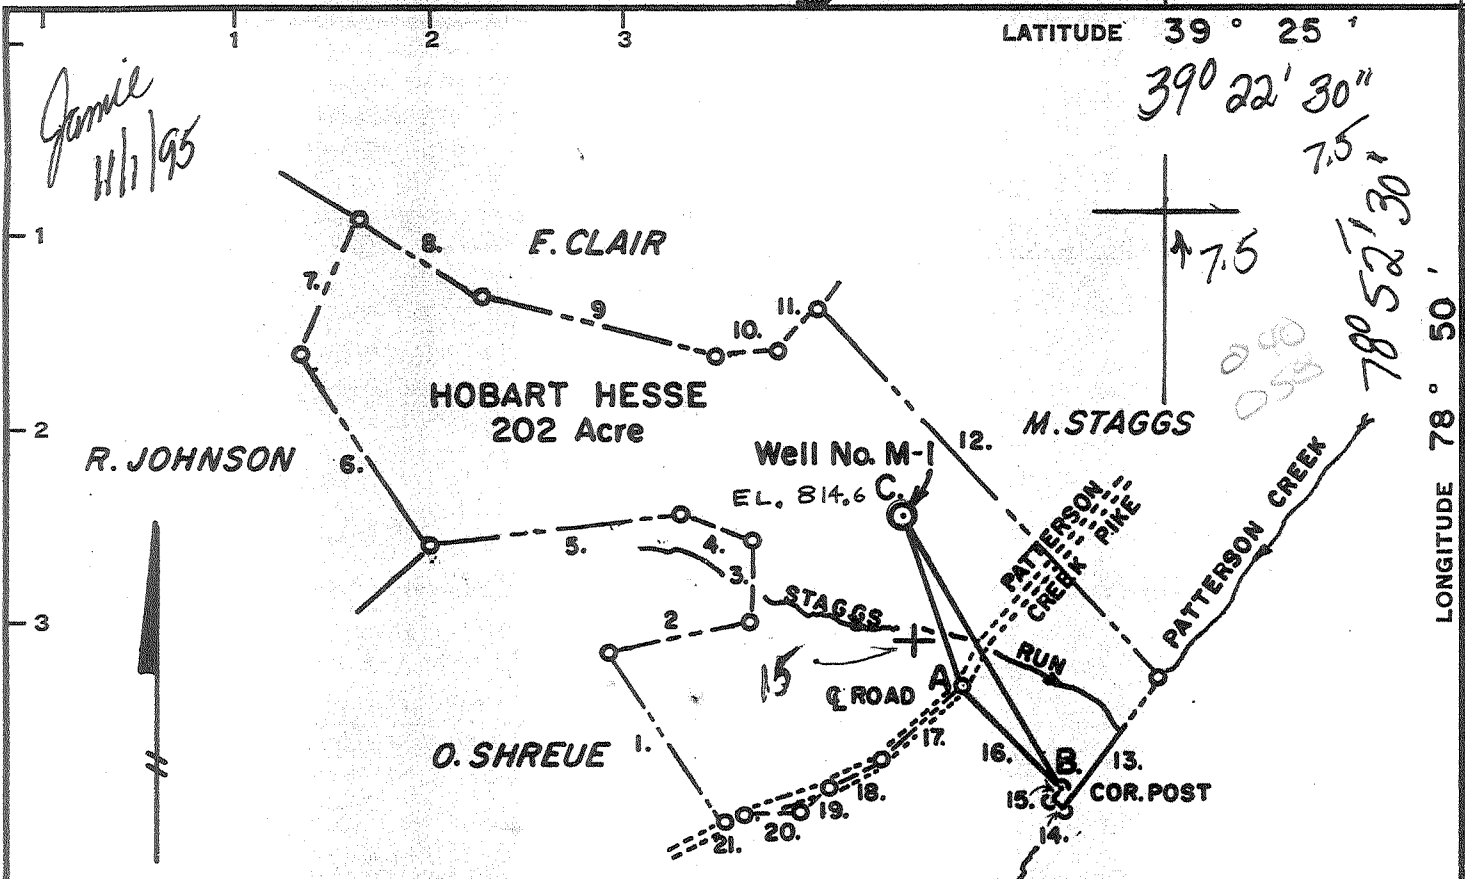 1 2 3
LATITUDE 39 ° 25 '
Jamie
11/1/95
39° 22' 30"
7.5
78° 52' 30"
↑ 7.5
1
8.
F. CLAIR
7.
9
10.
11.
LONGITUDE 78 ° 50 '
040
058
HOBART HESSE
202 Acre
2
R. JOHNSON
6.
Well No. M-1
EL. 814.6 C.
12.
M. STAGGS
PATTERSON CREEK
PATTERSON
CREEK PIKE
5.
4.
3.
STAGGS
RUN
3
2
15
℄ ROAD
A
17.
O. SHREUE
1.
16.
B.
13.
COR. POST
15.
14.
18.
19.
20.
21.